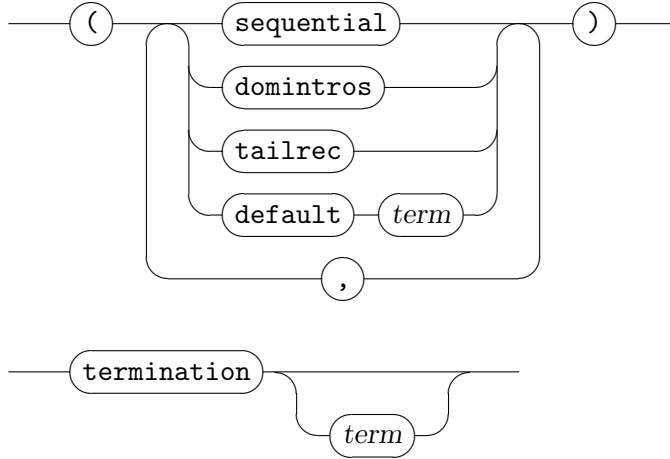 ( sequential )
domintros
tailrec
default term
,
termination
term